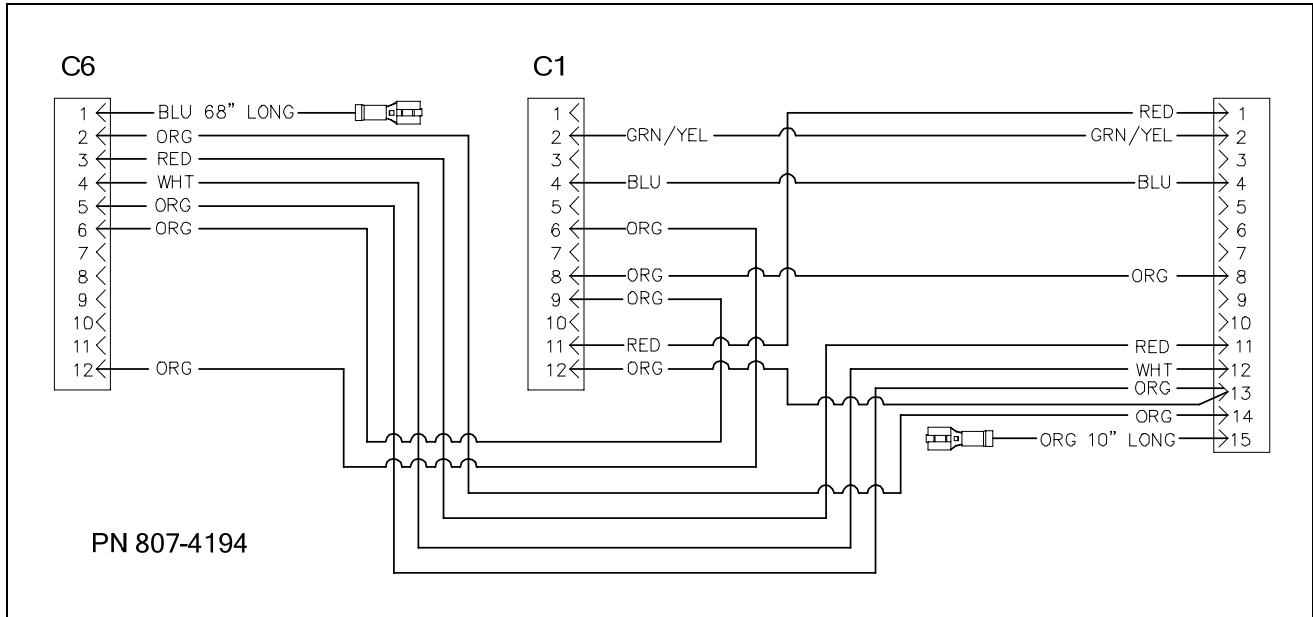 C6
1 BLU 68" LONG
2 ORG
3 RED
4 WHT
5 ORG
6 ORG
7
8
9
10
11
12 ORG
C1
1
2 GRN/YEL
3
4 BLU
5
6 ORG
7
8 ORG
9 ORG
10
11 RED
12 ORG
RED 1
GRN/YEL 2
3
BLU 4
5
6
7
ORG 8
9
10
RED 11
WHT 12
ORG 13
ORG 14
ORG 10" LONG 15
PN 807-4194